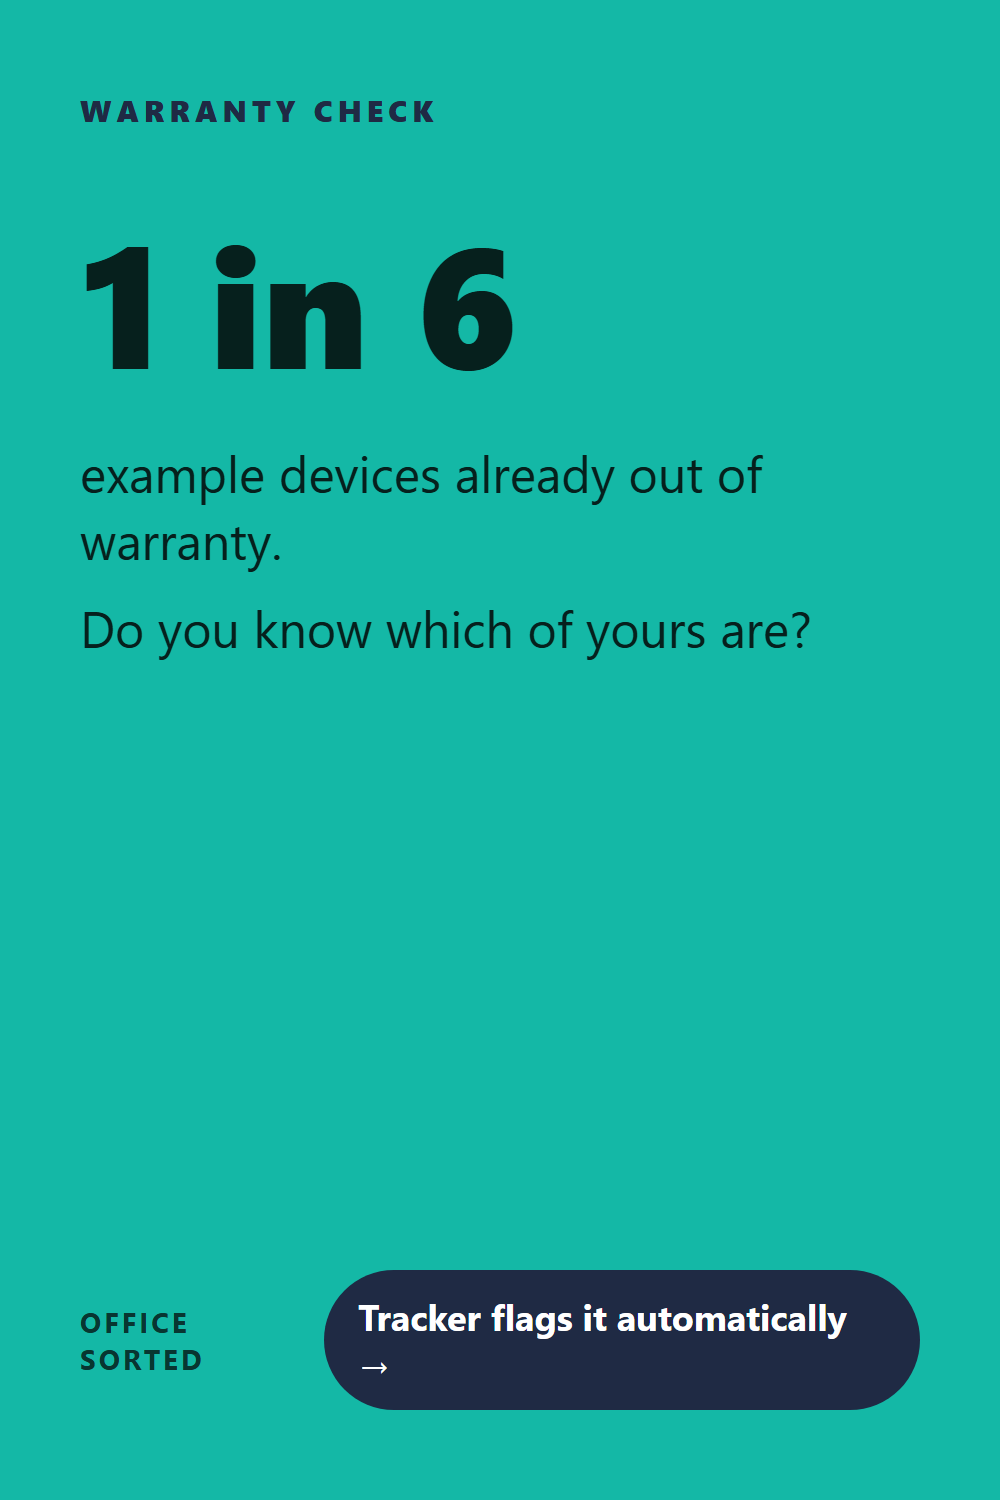 WARRANTY CHECK
1 in 6
example devices already out of
warranty.
Do you know which of yours are?
OFFICE
SORTED
Tracker flags it automatically
→